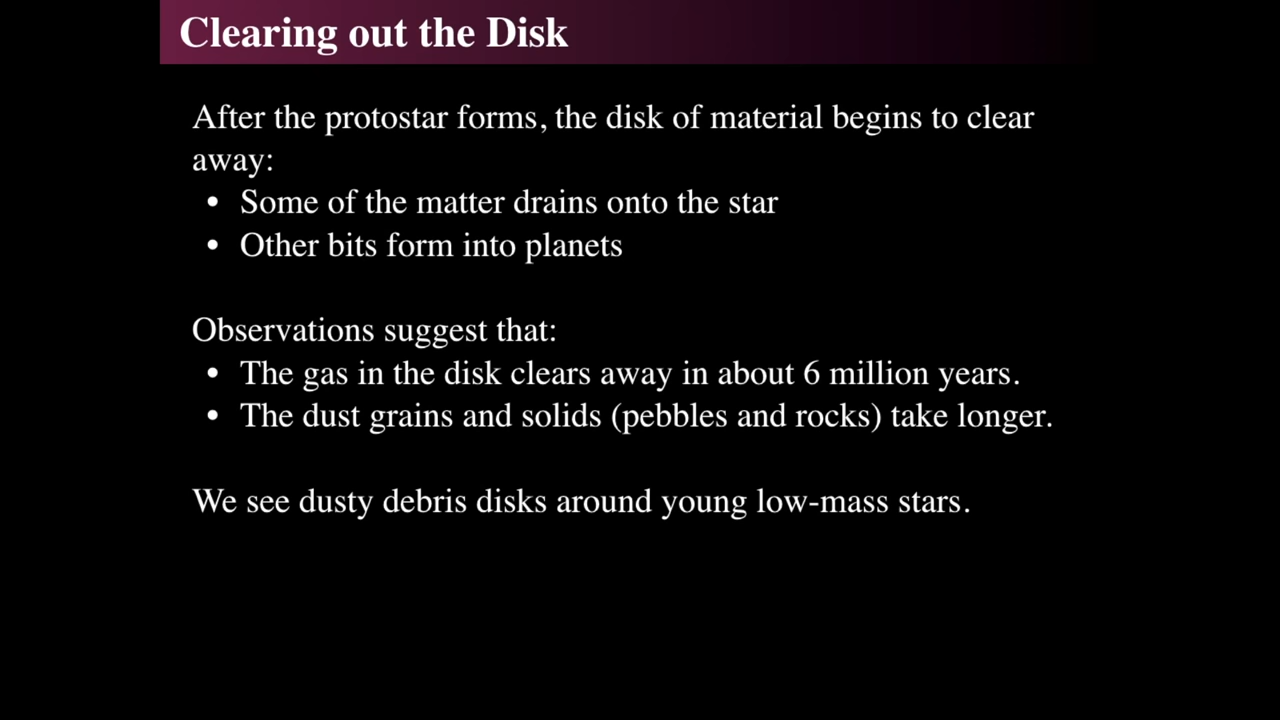 Clearing out the Disk
After the protostar forms, the disk of material begins to clear
away:
• Some of the matter drains onto the star
• Other bits form into planets
Observations suggest that:
• The gas in the disk clears away in about 6 million years.
• The dust grains and solids (pebbles and rocks) take longer.
We see dusty debris disks around young low-mass stars.